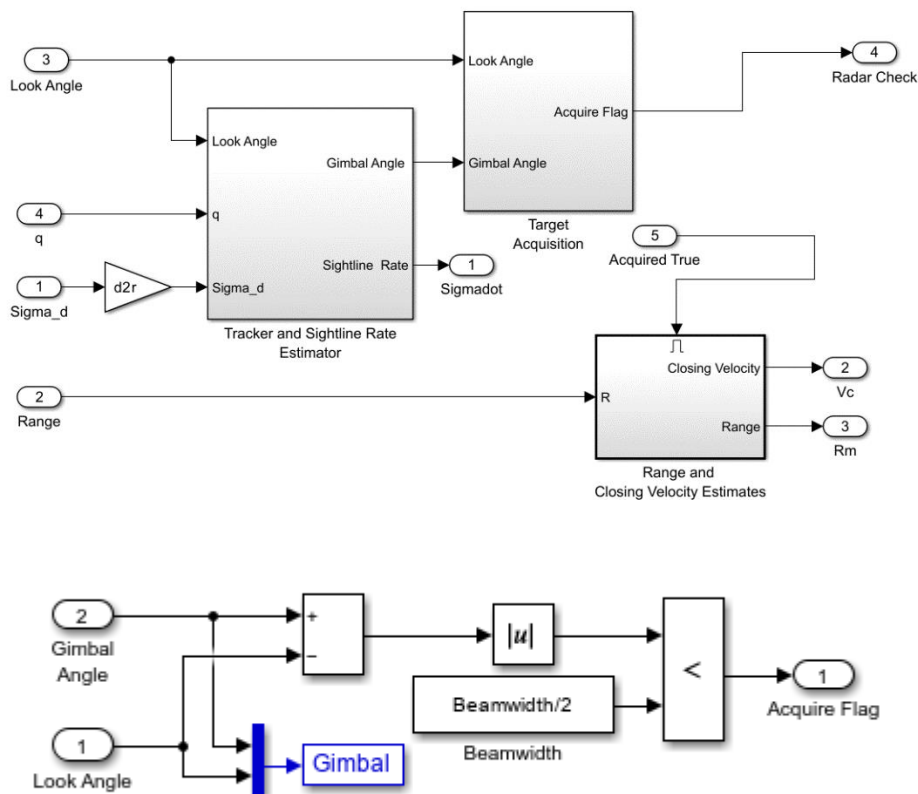 3
Look Angle
Look Angle
Acquire Flag
Gimbal Angle
Target
Acquisition
4
Radar Check
Look Angle
Gimbal Angle
q
Sightline Rate
Sigma_d
Tracker and Sightline Rate
Estimator
4
q
1
Sigma_d
d2r
1
Sigmadot
5
Acquired True
2
Range
Closing Velocity
R
Range
Range and
Closing Velocity Estimates
2
Vc
3
Rm
2
Gimbal
Angle
+
−
|u|
<
1
Acquire Flag
Beamwidth/2
Beamwidth
1
Look Angle
Gimbal